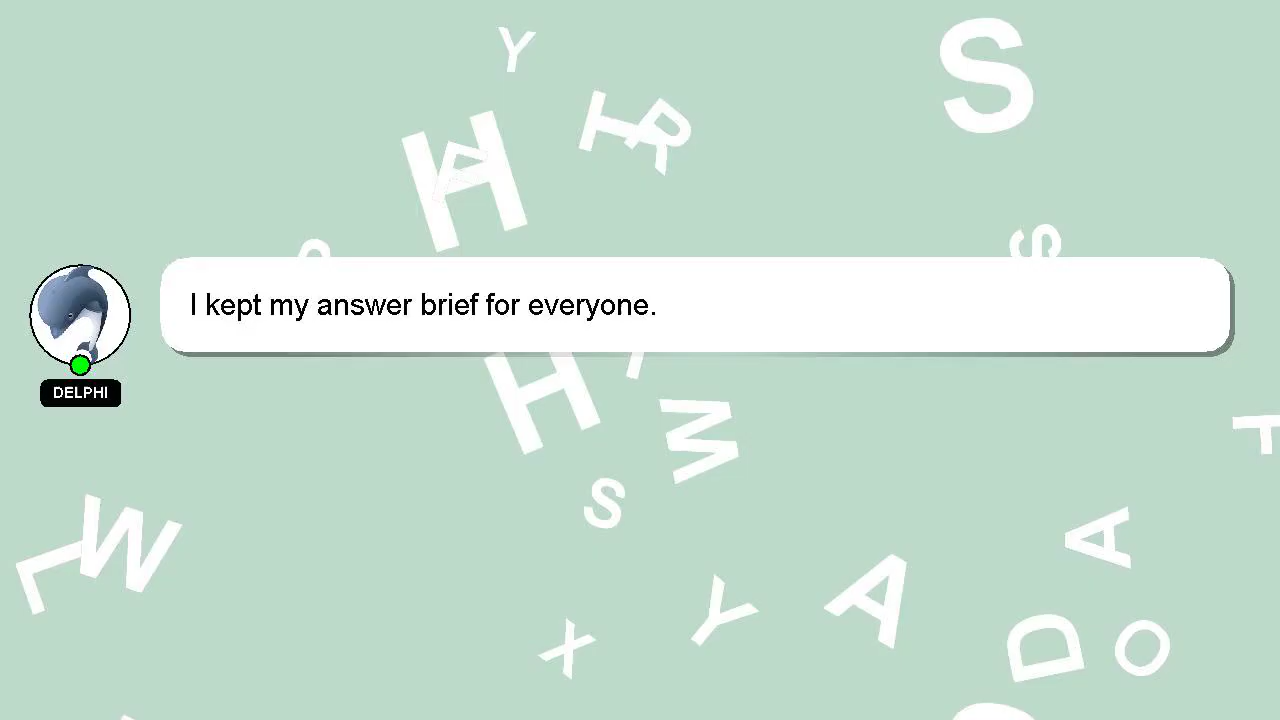 Y
S
T
R
H
A
S
I kept my answer brief for everyone.
DELPHI
H
W
S
W
L
A
Y
A
X
D
O